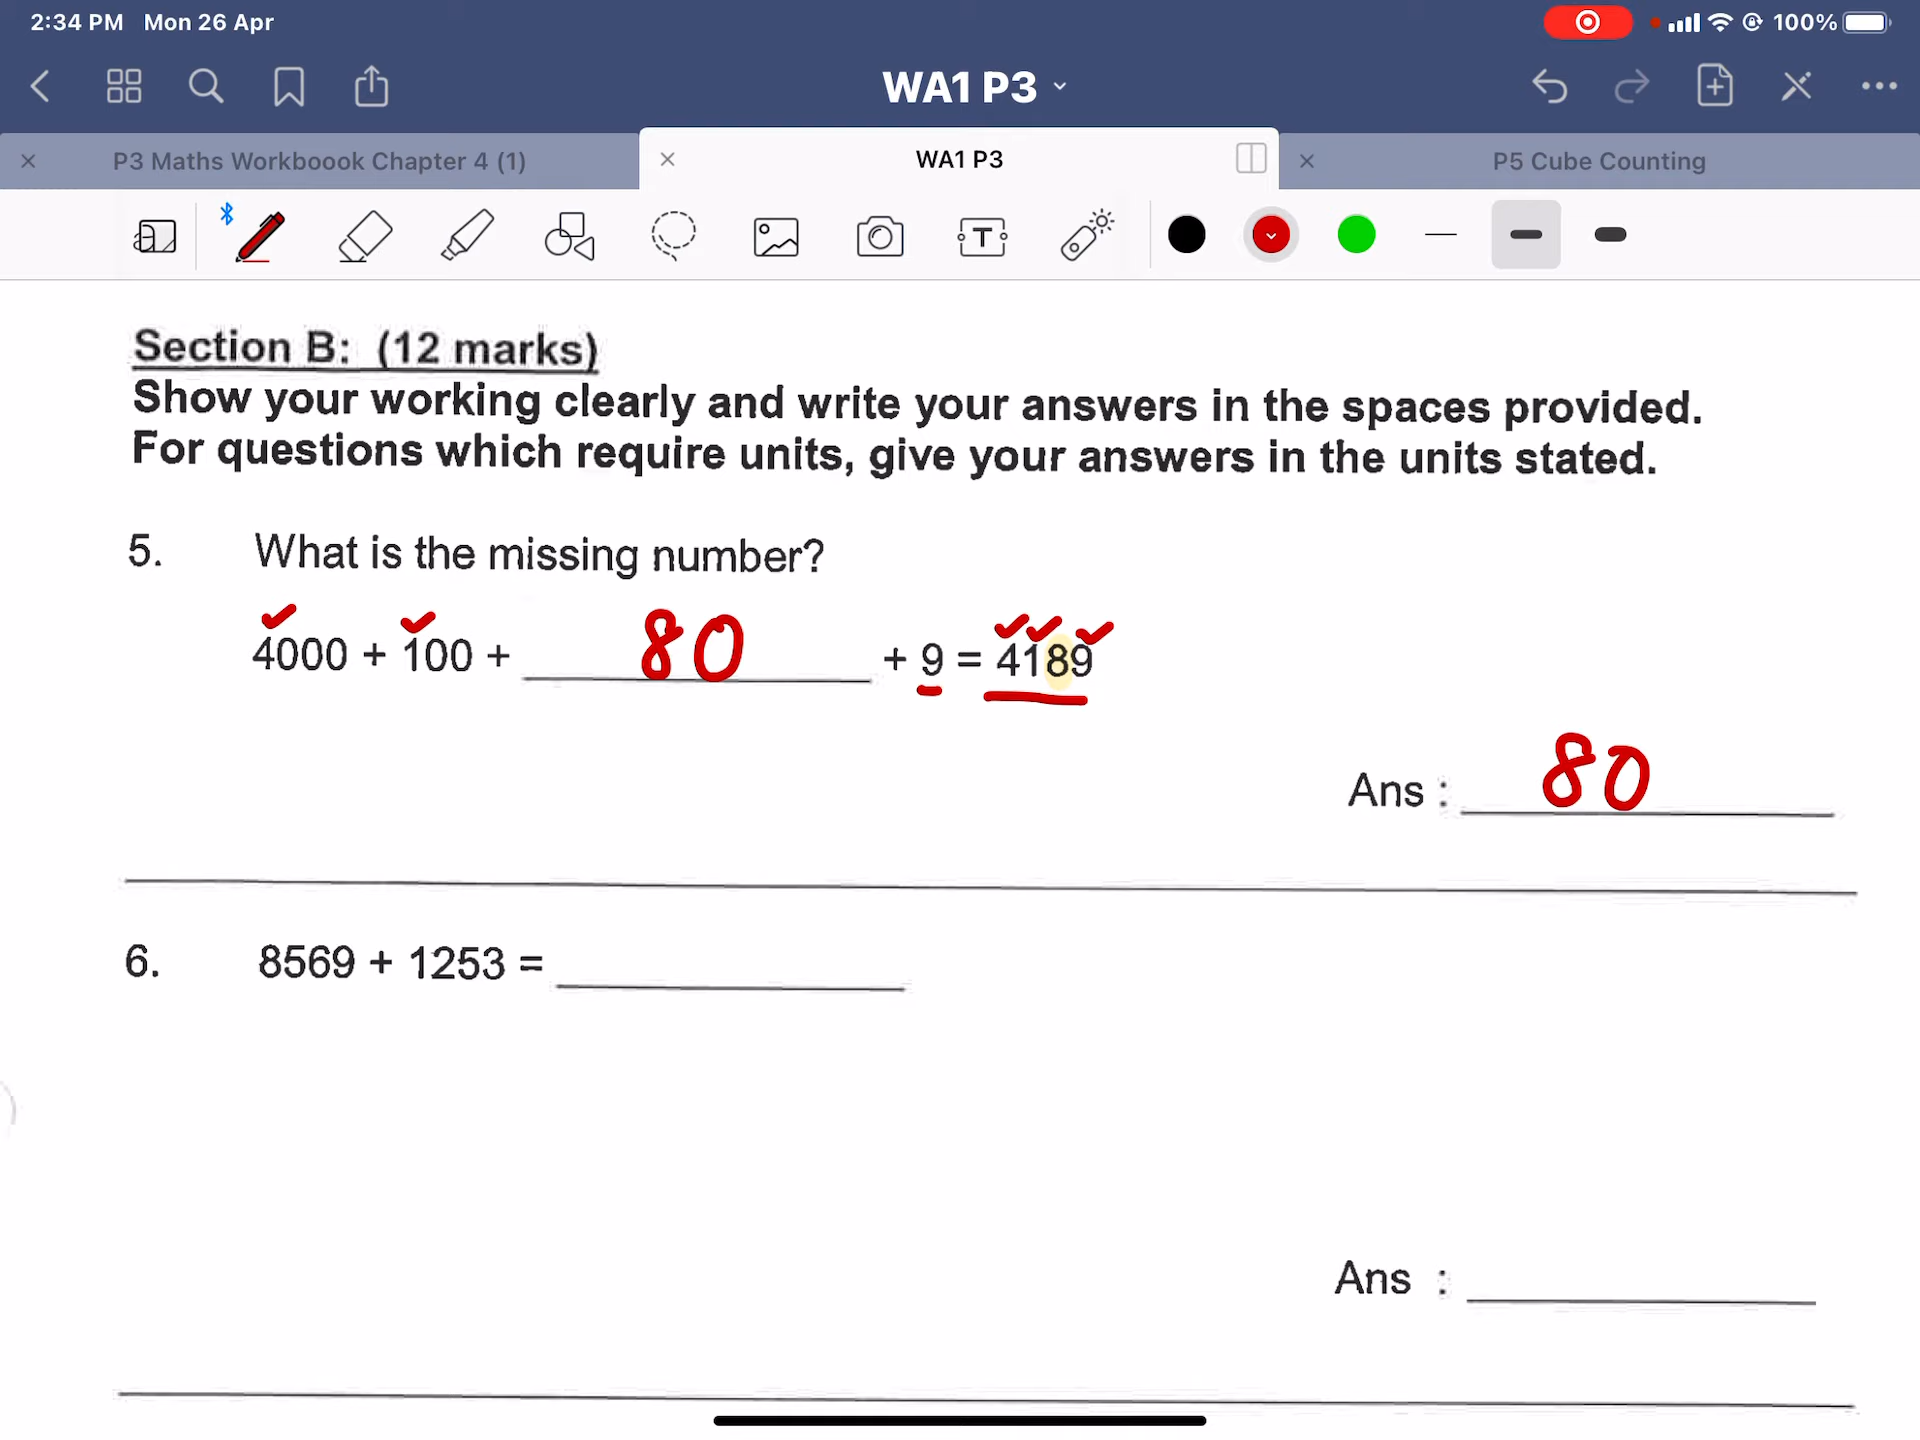 2:34 PM Mon 26 Apr 100%
WA1 P3
P3 Maths Workboook Chapter 4 (1) WA1 P3 P5 Cube Counting
Section B: (12 marks)
Show your working clearly and write your answers in the spaces provided.
For questions which require units, give your answers in the units stated.
5. What is the missing number?
4000 + 100 + 80 + 9 = 4189
Ans : 80
6. 8569 + 1253 =
Ans :